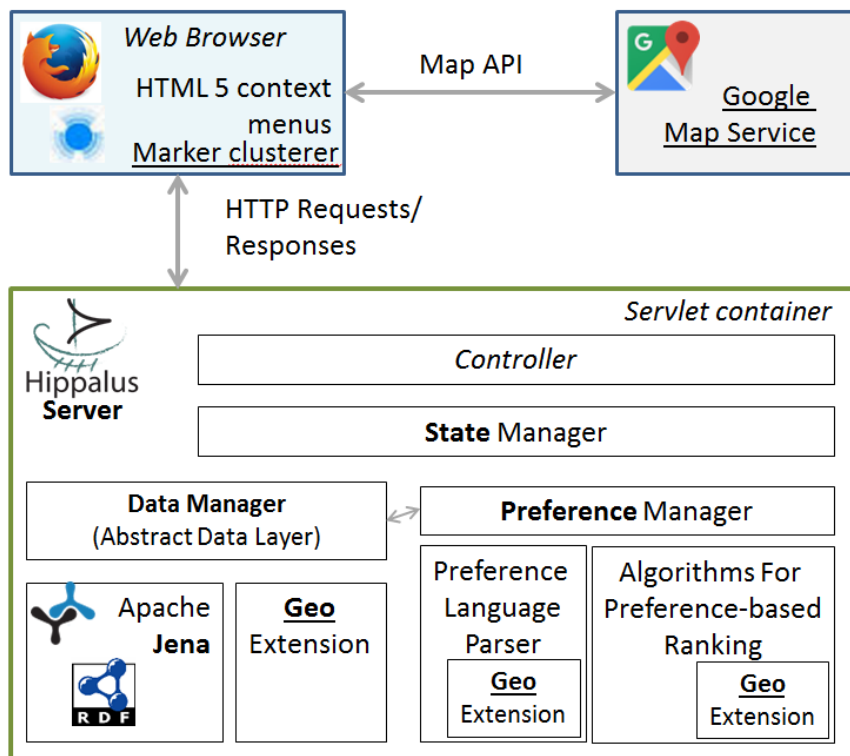 Web Browser
HTML 5 context
menus
Marker clusterer
Map API
Google
Map Service
HTTP Requests/
Responses
Servlet container
Hippalus
Server
Controller
State Manager
Data Manager
(Abstract Data Layer)
Preference Manager
Apache
Jena
RDF
Geo
Extension
Preference
Language
Parser
Geo
Extension
Algorithms For
Preference-based
Ranking
Geo
Extension